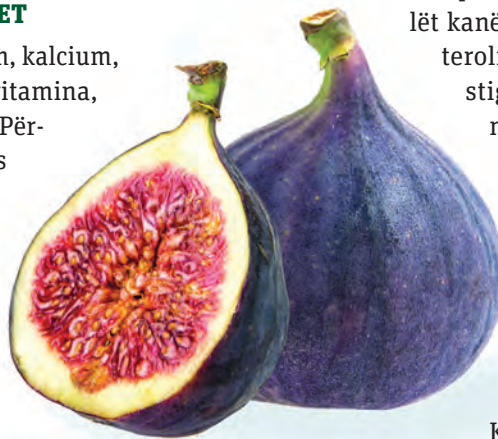 ET
, kalcium,
itamina,
Për-
s
lët kanë
teroli
stig
K